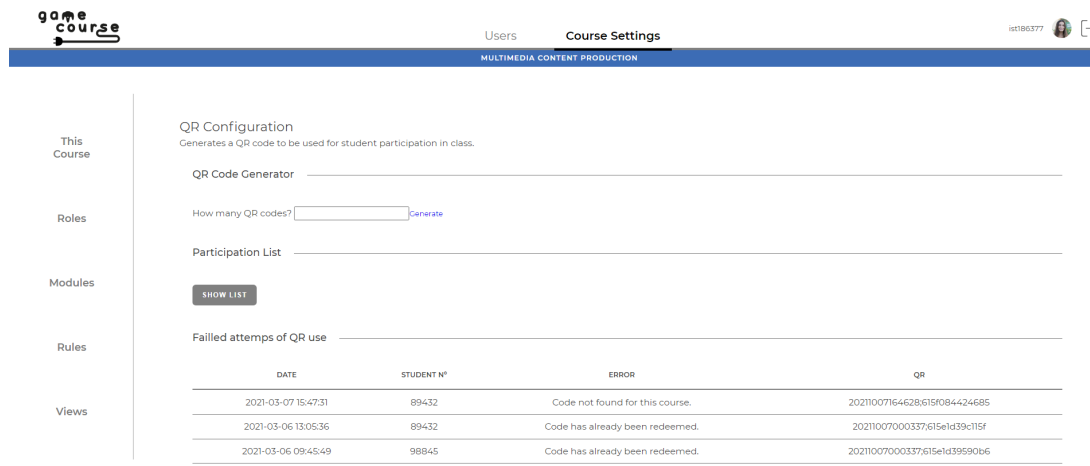 game
course
Users Course Settings
ist186377
MULTIMEDIA CONTENT PRODUCTION
This
Course
Roles
Modules
Rules
Views
QR Configuration
Generates a QR code to be used for student participation in class.
QR Code Generator
How many QR codes? Generate
Participation List
SHOW LIST
Failled attemps of QR use
DATE STUDENT Nº ERROR QR
2021-03-07 15:47:31 89432 Code not found for this course. 20211007164628;615f084424685
2021-03-06 13:05:36 89432 Code has already been redeemed. 20211007000337;615e1d39c115f
2021-03-06 09:45:49 98845 Code has already been redeemed. 20211007000337;615e1d39590b6